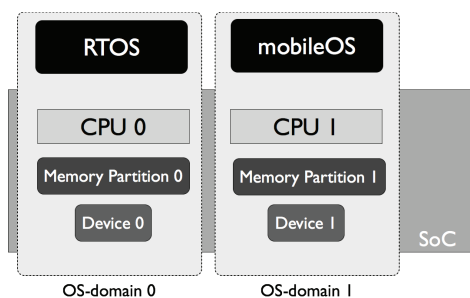 RTOS
mobileOS
CPU 0
CPU 1
Memory Partition 0
Memory Partition 1
Device 0
Device 1
SoC
OS-domain 0
OS-domain 1